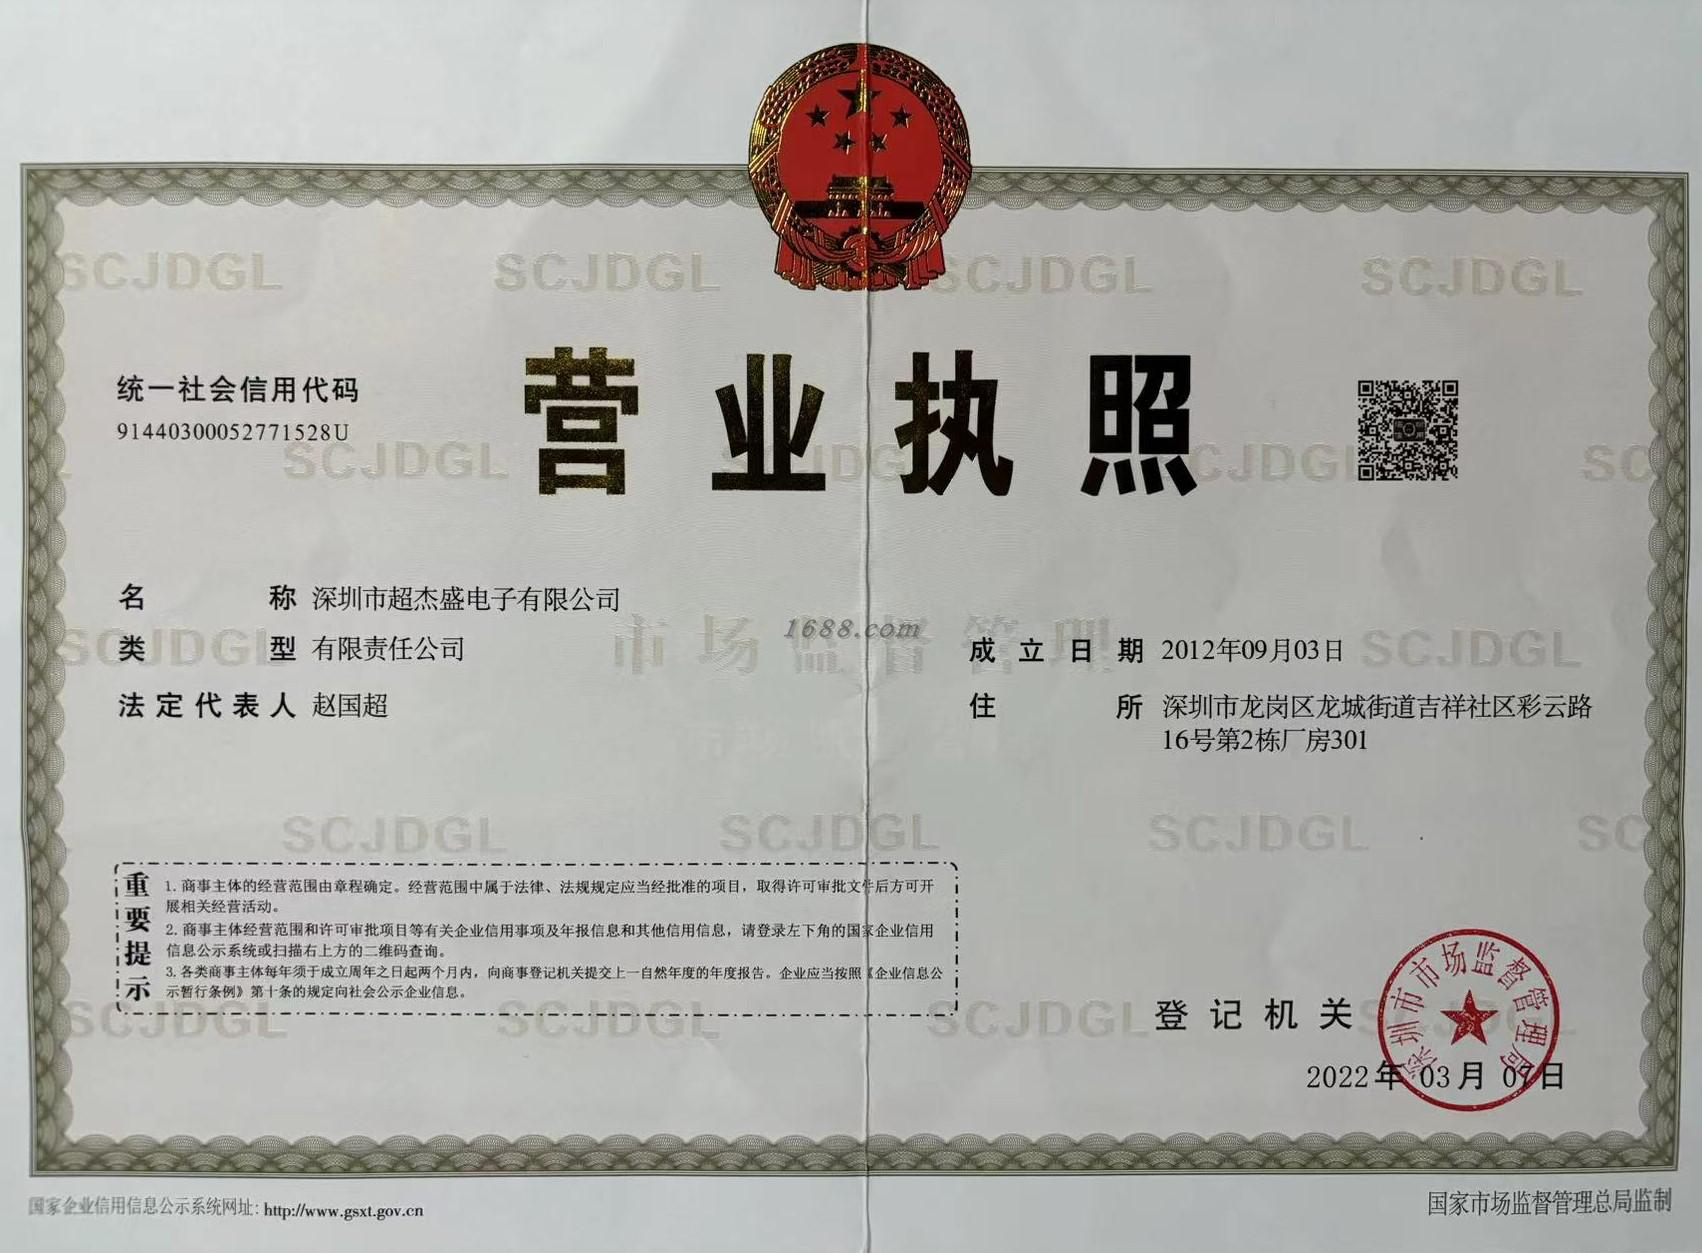 SCJDGL SCJDGL SCJDGL SCJDGL
营业执照
统一社会信用代码
91440300052771528U
名称 深圳市超杰盛电子有限公司
类型 有限责任公司
法定代表人 赵国超
成立日期 2012年09月03日
住所 深圳市龙岗区龙城街道吉祥社区彩云路
16号第2栋厂房301
市场监督管理
1688.com
重要提示
1. 商事主体的经营范围由章程确定。经营范围中属于法律、法规规定应当经批准的项目，取得许可审批文件后方可开
展相关经营活动。
2. 商事主体经营范围和许可审批项目等有关企业信用事项及年报信息和其他信用信息，请登录左下角的国家企业信用
信息公示系统或扫描右上方的二维码查询。
3. 各类商事主体每年须于成立周年之日起两个月内，向商事登记机关提交上一自然年度的年度报告。企业应当按照《企业信息公
示暂行条例》第十条的规定向社会公示企业信息。
登记机关
深圳市市场监督管理局
2022年03月07日
国家企业信用信息公示系统网址：http://www.gsxt.gov.cn
国家市场监督管理总局监制